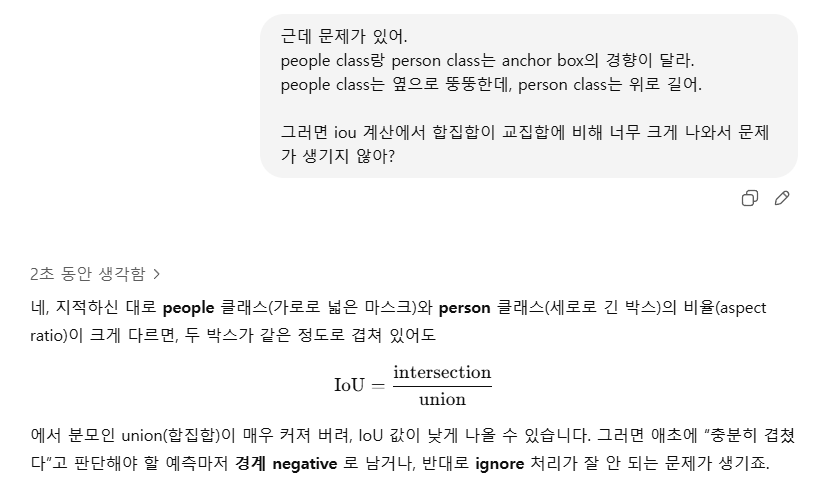 근데 문제가 있어.
people class랑 person class는 anchor box의 경향이 달라.
people class는 옆으로 뚱뚱한데, person class는 위로 길어.
그러면 iou 계산에서 합집합이 교집합에 비해 너무 크게 나와서 문제
가 생기지 않아?
2초 동안 생각함 >
네, 지적하신 대로 people 클래스(가로로 넓은 마스크)와 person 클래스(세로로 긴 박스)의 비율(aspect
ratio)이 크게 다르면, 두 박스가 같은 정도로 겹쳐 있어도
IoU = intersection / union
에서 분모인 union(합집합)이 매우 커져 버려, IoU 값이 낮게 나올 수 있습니다. 그러면 애초에 “충분히 겹쳤
다”고 판단해야 할 예측마저 경계 negative 로 남거나, 반대로 ignore 처리가 잘 안 되는 문제가 생기죠.